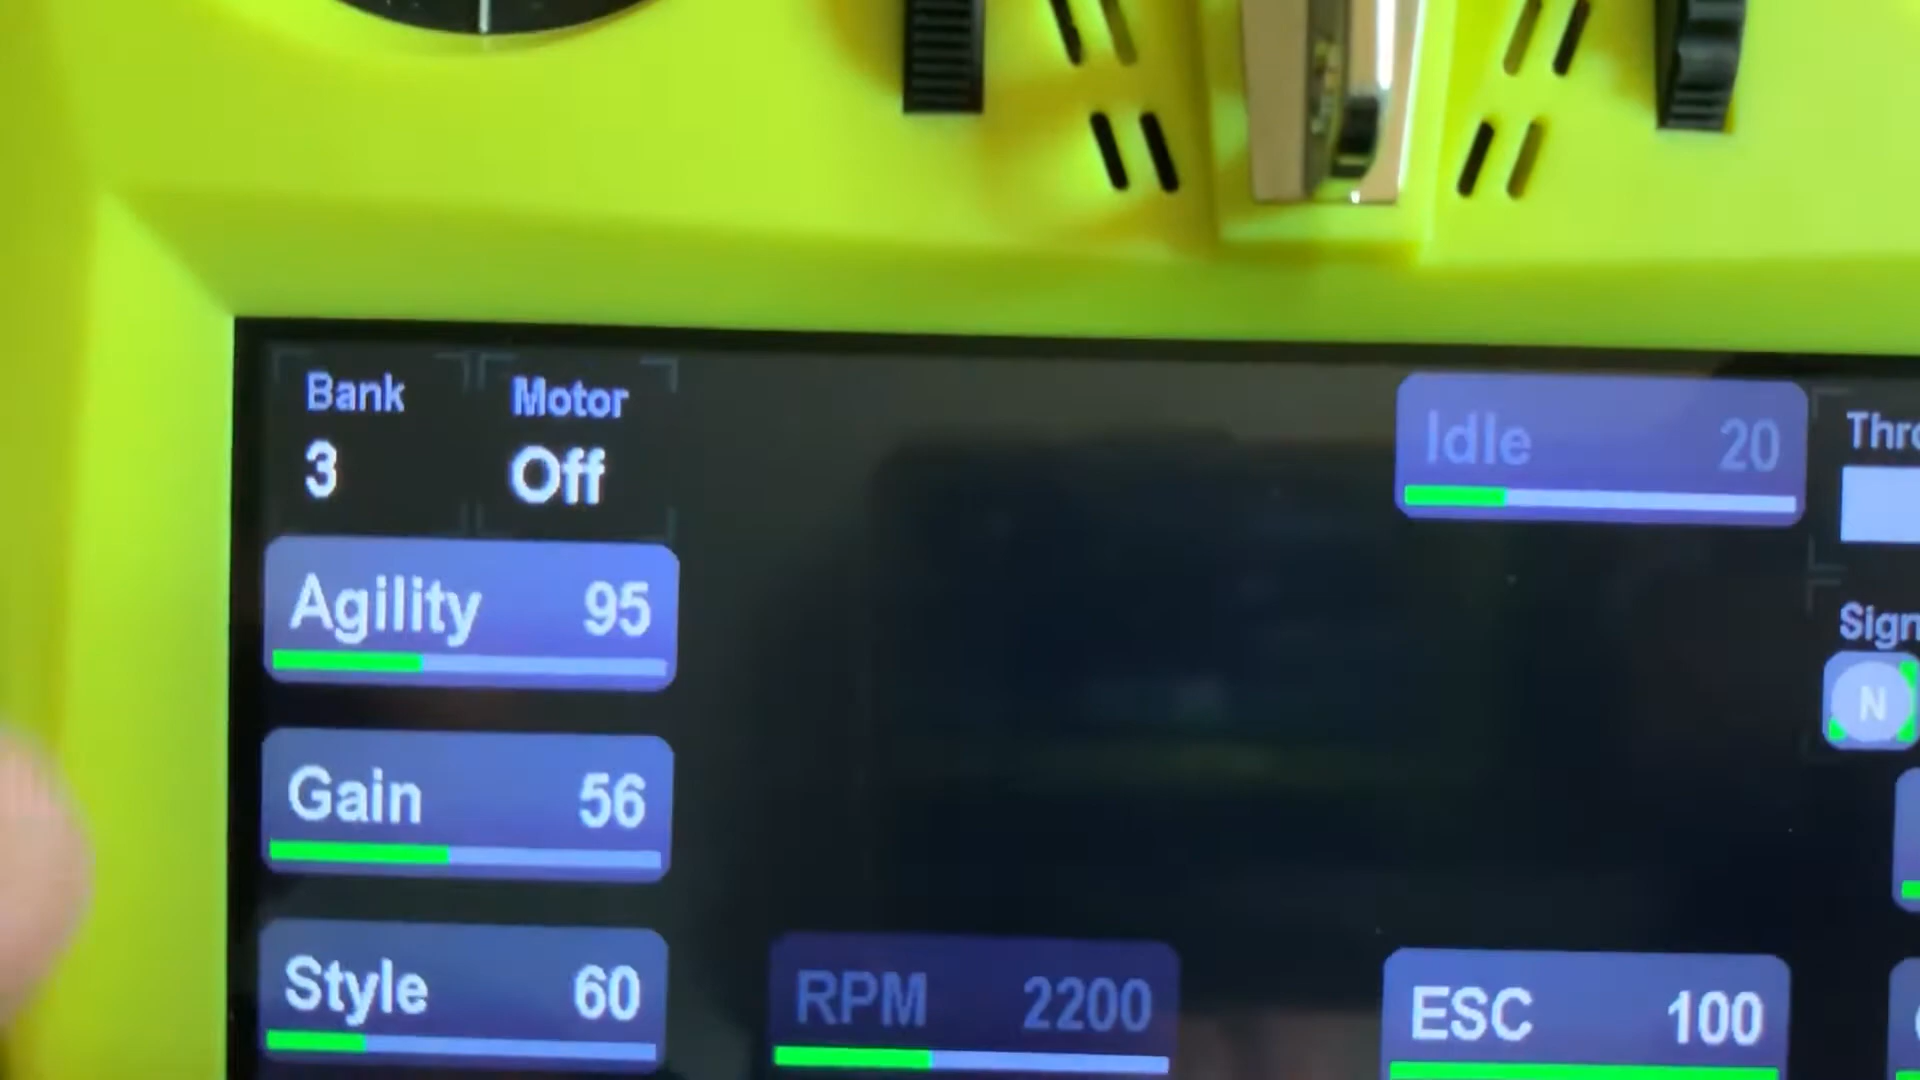 Bank
3
Motor
Off
Idle 20
Agility 95
N
Gain 56
Style 60
RPM 2200
ESC 100